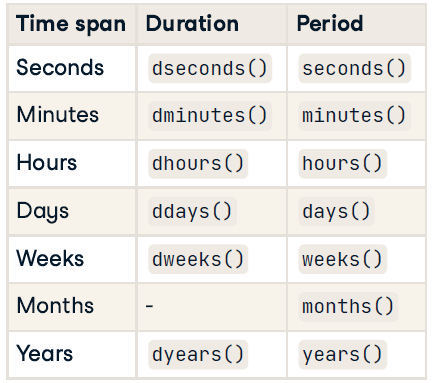 Time span Duration Period
Seconds dseconds() seconds()
Minutes dminutes() minutes()
Hours dhours() hours()
Days ddays() days()
Weeks dweeks() weeks()
Months - months()
Years dyears() years()